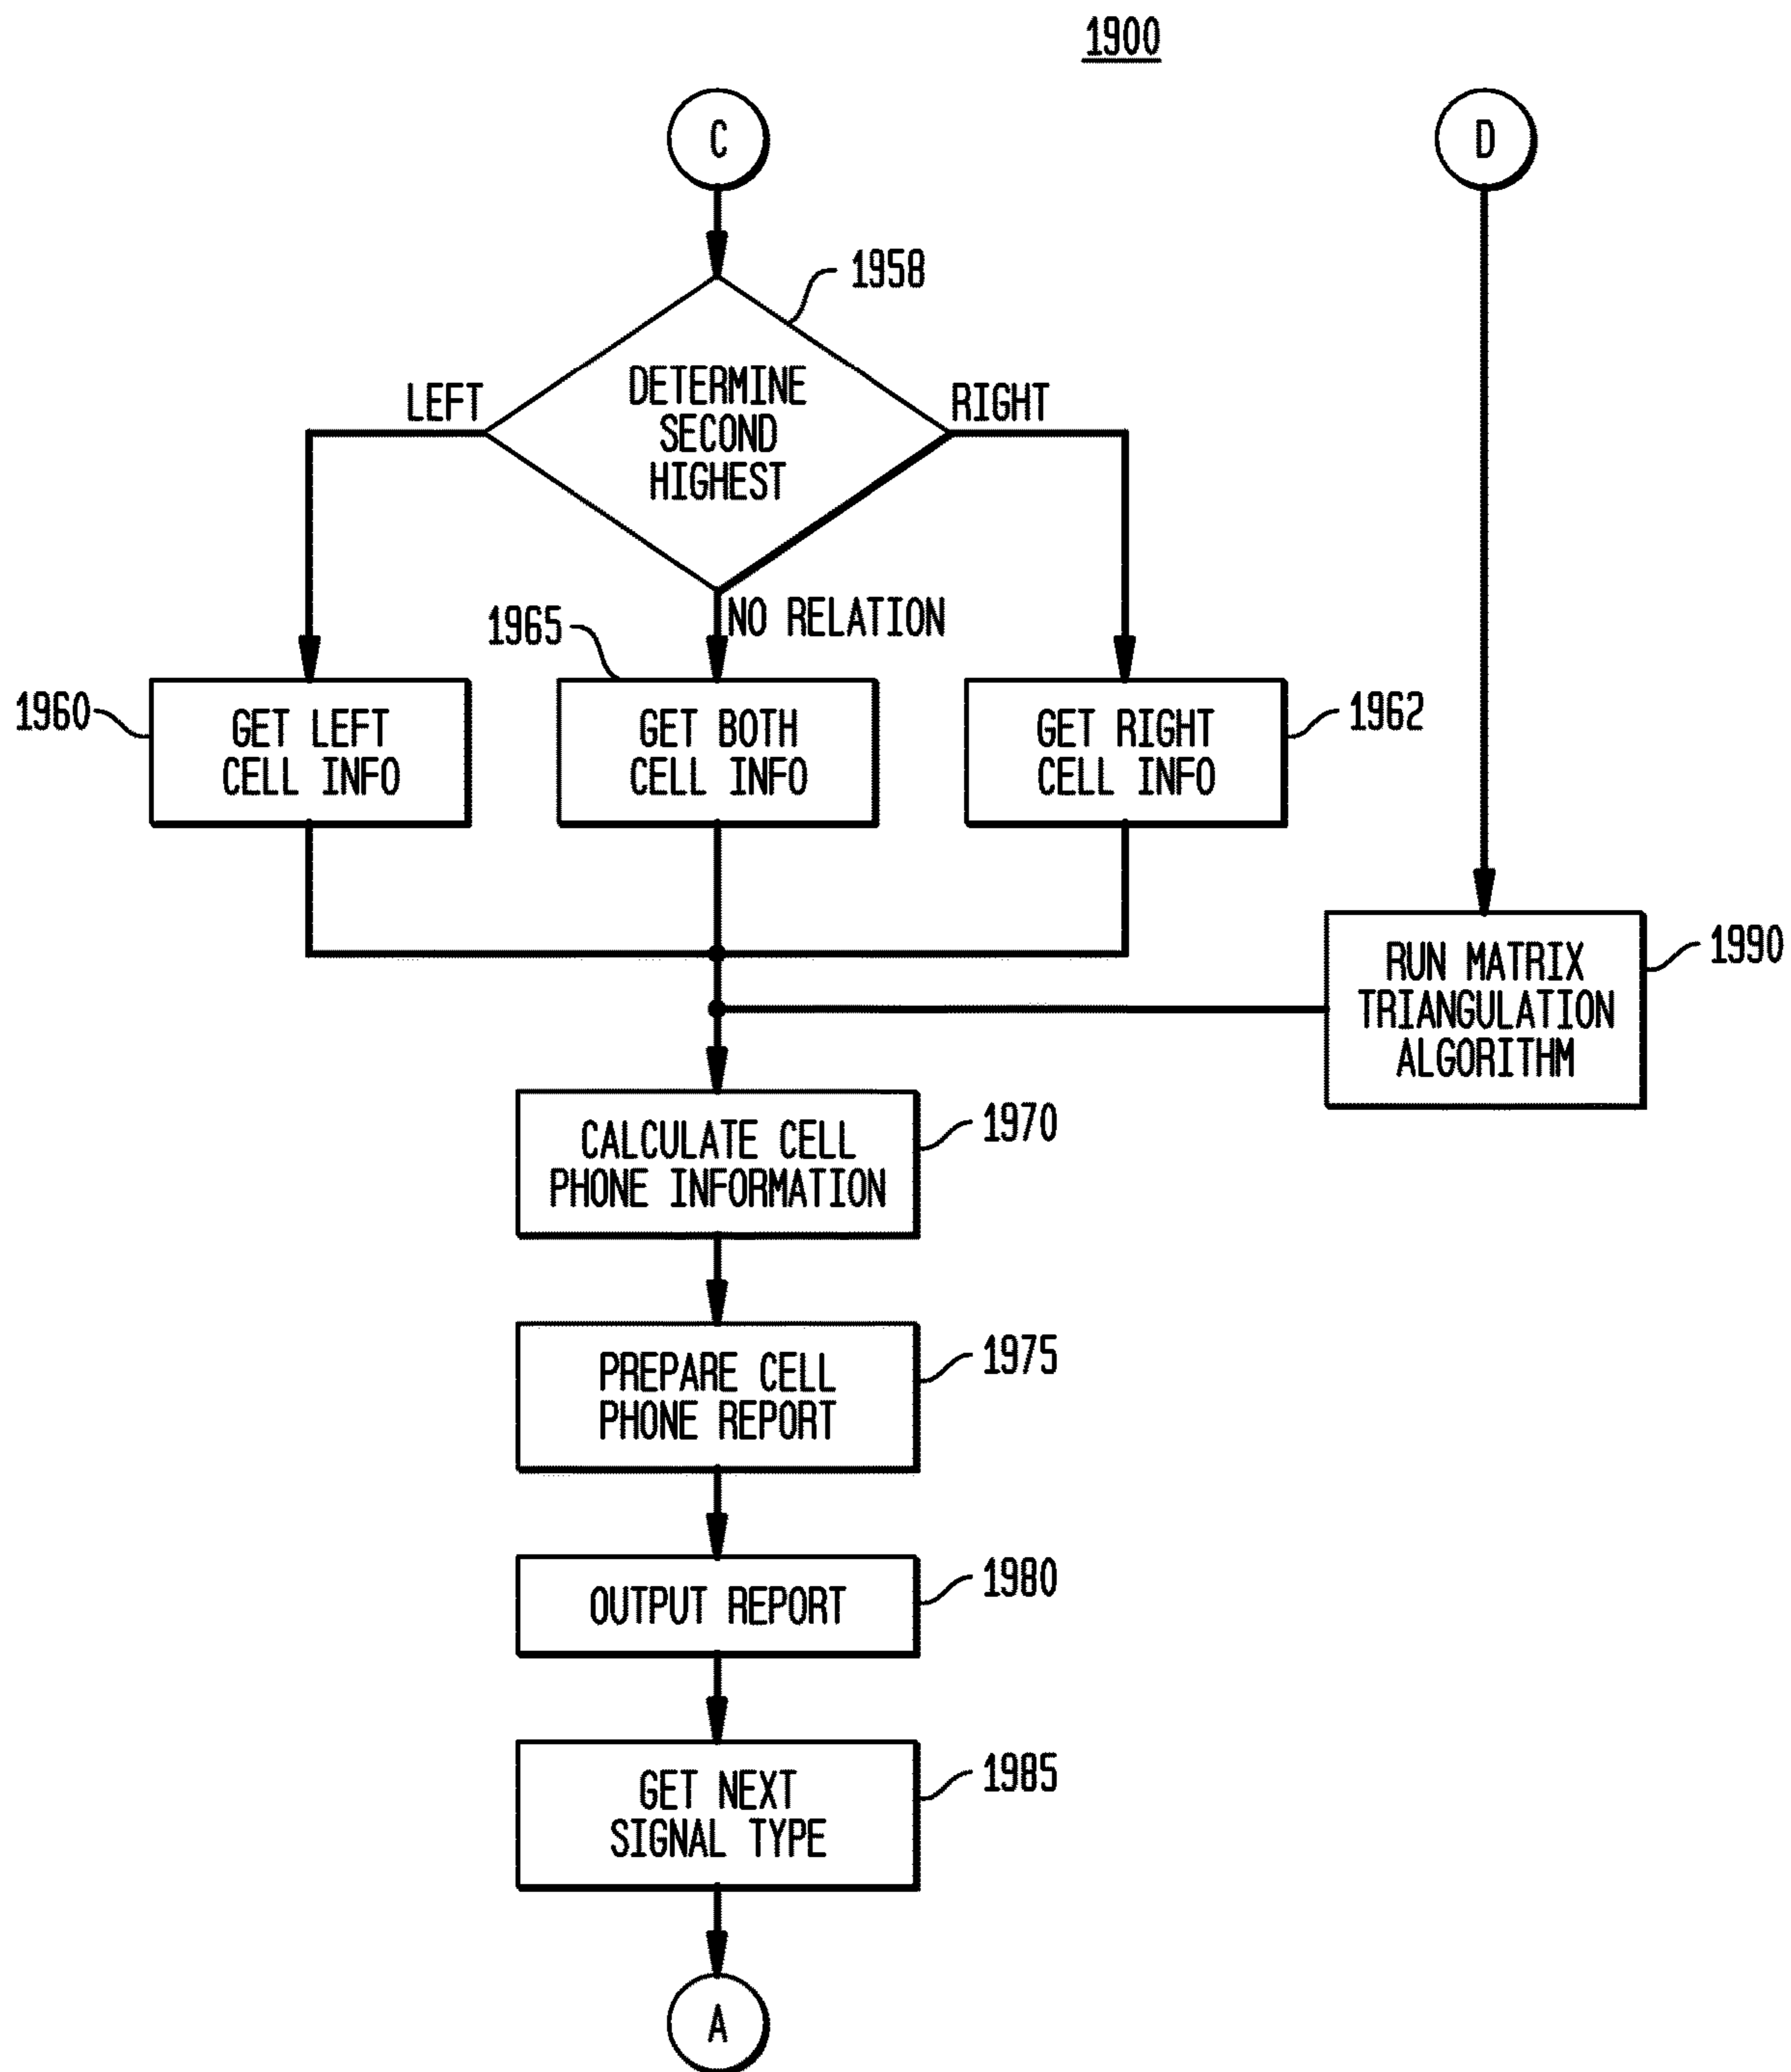 1900
C
D
1958
LEFT
DETERMINE
SECOND
HIGHEST
RIGHT
NO RELATION
1965
1960
GET LEFT
CELL INFO
GET BOTH
CELL INFO
GET RIGHT
CELL INFO
1962
RUN MATRIX
TRIANGULATION
ALGORITHM
1990
CALCULATE CELL
PHONE INFORMATION
1970
PREPARE CELL
PHONE REPORT
1975
OUTPUT REPORT
1980
GET NEXT
SIGNAL TYPE
1985
A